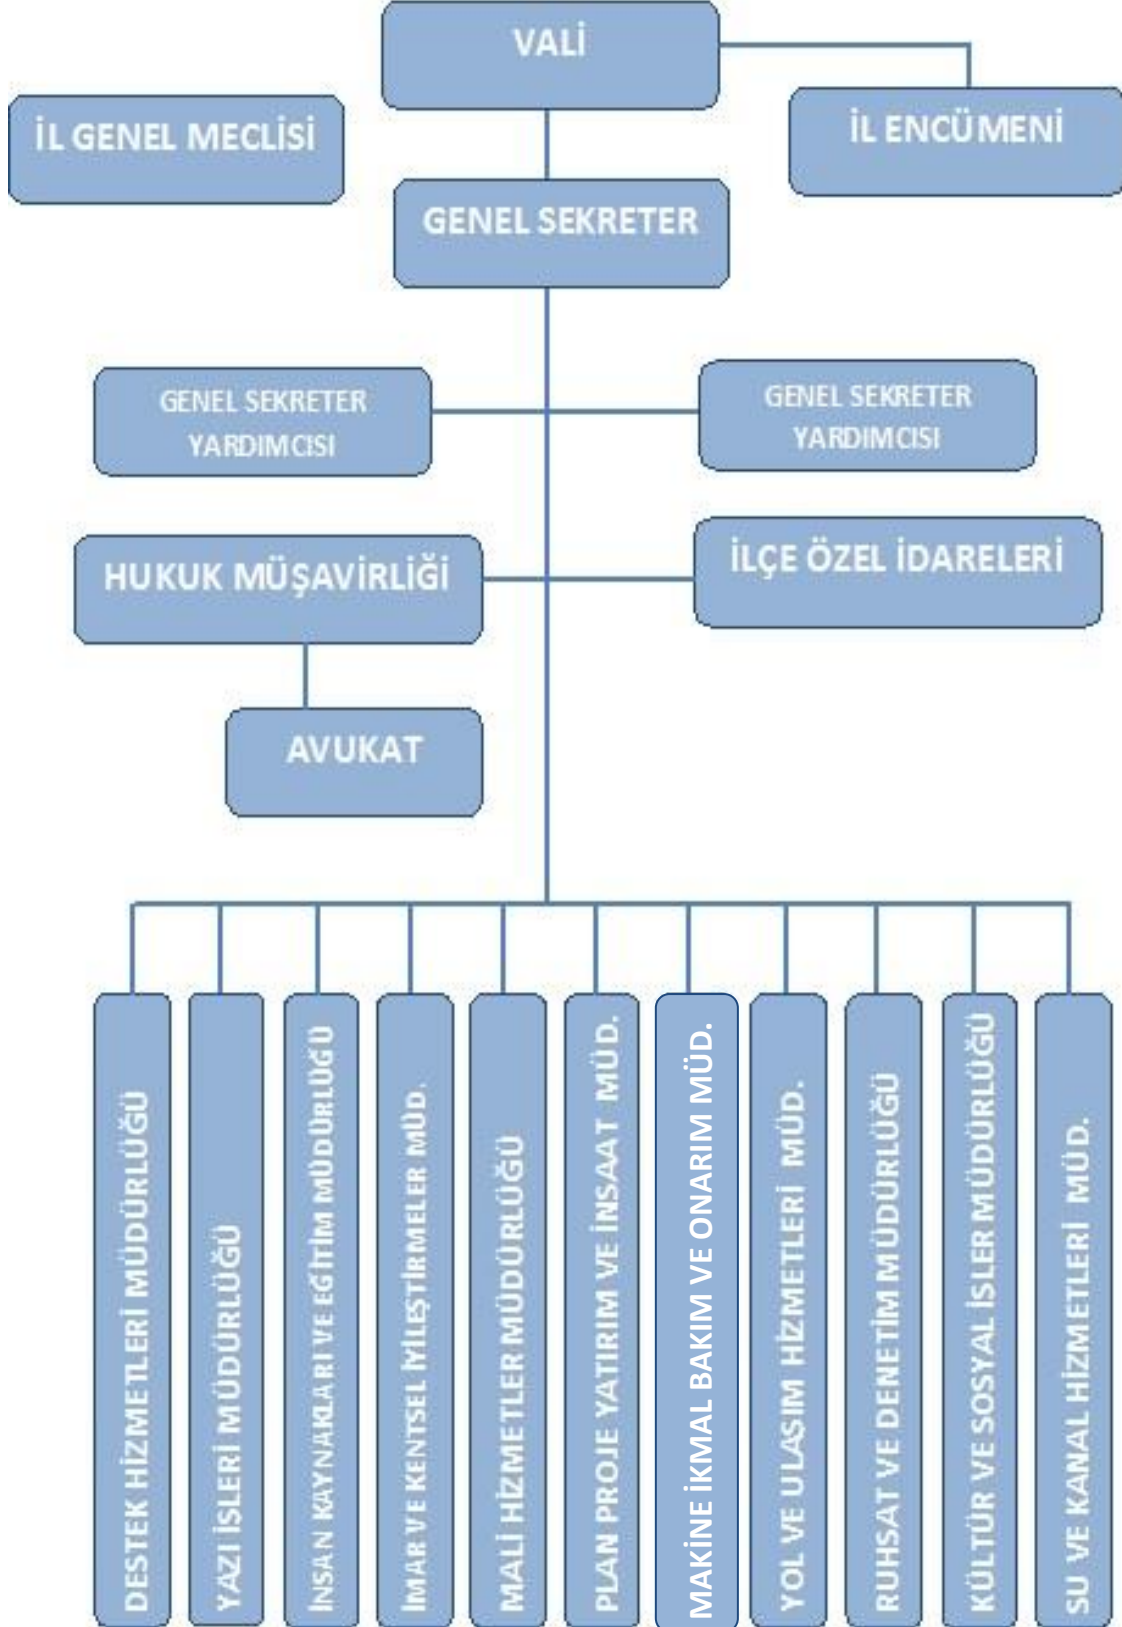 VALİ
İL GENEL MECLİSİ
İL ENCÜMENİ
GENEL SEKRETER
GENEL SEKRETER
YARDIMCISI
GENEL SEKRETER
YARDIMCISI
HUKUK MÜŞAVİRLİĞİ
İLÇE ÖZEL İDARELERİ
AVUKAT
DESTEK HİZMETLERİ MÜDÜRLÜĞÜ
YAZI İŞLERİ MÜDÜRLÜĞÜ
İNSAN KAYNAKLARI VE EĞİTİM MÜDÜRLÜĞÜ
İMAR VE KENTSEL İYİLEŞTİRMELER MÜD.
MALİ HİZMETLER MÜDÜRLÜĞÜ
PLAN PROJE YATIRIM VE İNSAAT MÜD.
MAKİNE İKMAL BAKIM VE ONARIM MÜD.
YOL VE ULAŞIM HİZMETLERİ MÜD.
RUHSAT VE DENETİM MÜDÜRLÜĞÜ
KÜLTÜR VE SOSYAL İŞLER MÜDÜRLÜĞÜ
SU VE KANAL HİZMETLERİ MÜD.